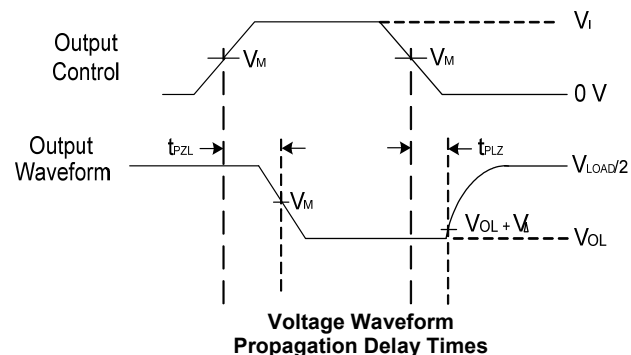 Output
Control
VM
VM
VI
0 V
Output
Waveform
tPZL
tPLZ
VM
VLOAD/2
VOL + VΔ
VOL
Voltage Waveform
Propagation Delay Times